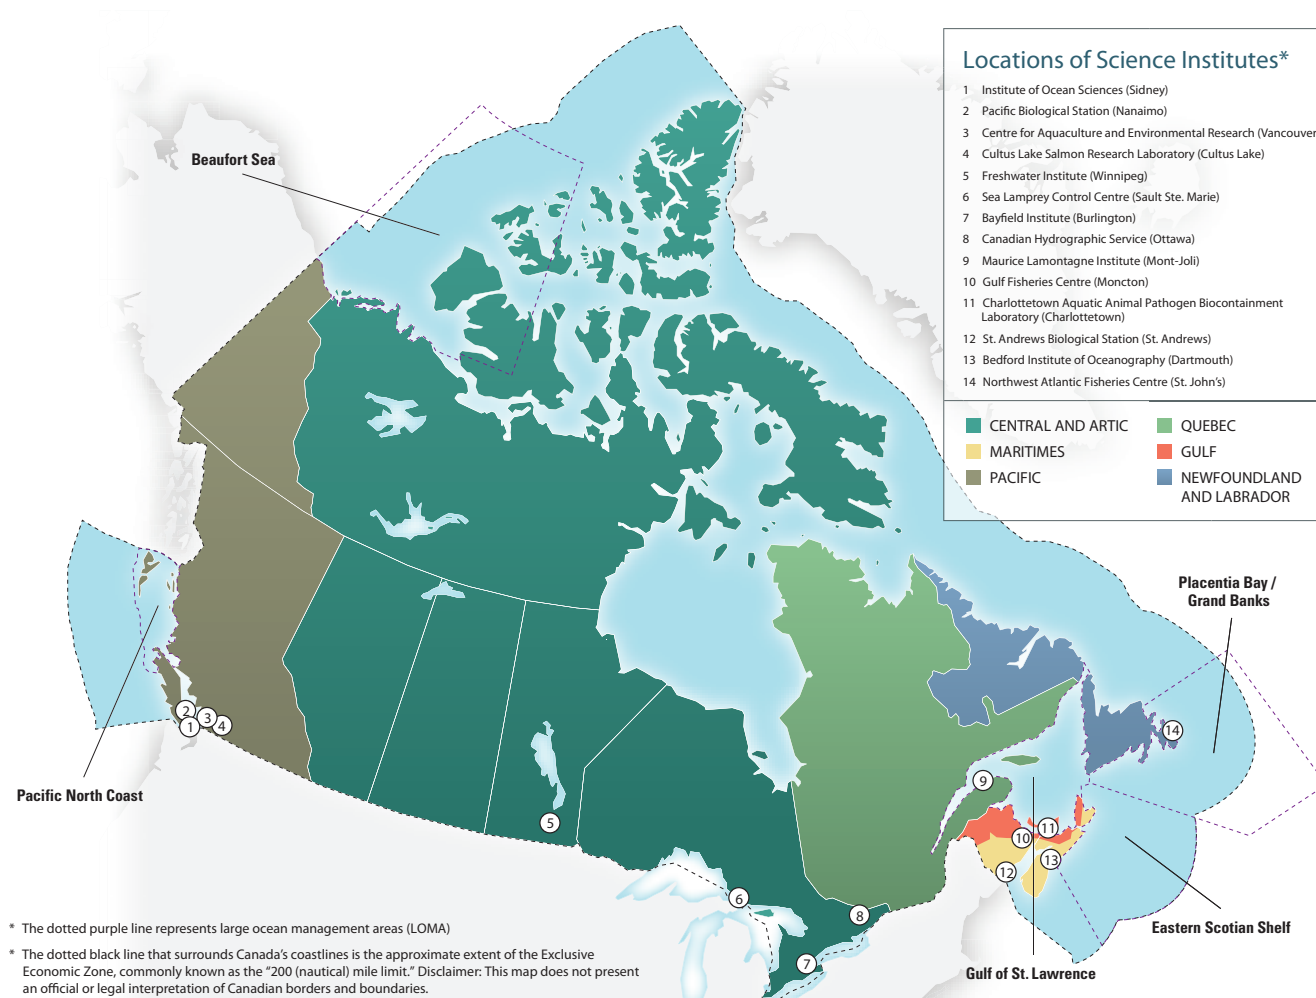 Locations of Science Institutes*
1 Institute of Ocean Sciences (Sidney)
2 Pacific Biological Station (Nanaimo)
3 Centre for Aquaculture and Environmental Research (Vancouver
4 Cultus Lake Salmon Research Laboratory (Cultus Lake)
5 Freshwater Institute (Winnipeg)
6 Sea Lamprey Control Centre (Sault Ste. Marie)
7 Bayfield Institute (Burlington)
8 Canadian Hydrographic Service (Ottawa)
9 Maurice Lamontagne Institute (Mont-Joli)
10 Gulf Fisheries Centre (Moncton)
11 Charlottetown Aquatic Animal Pathogen Biocontainment
Laboratory (Charlottetown)
12 St. Andrews Biological Station (St. Andrews)
13 Bedford Institute of Oceanography (Dartmouth)
14 Northwest Atlantic Fisheries Centre (St. John's)
CENTRAL AND ARTIC
MARITIMES
PACIFIC
QUEBEC
GULF
NEWFOUNDLAND
AND LABRADOR
Beaufort Sea
Placentia Bay /
Grand Banks
2
3
1
4
14
Pacific North Coast
9
5
11
10
13
12
6
8
Eastern Scotian Shelf
7
Gulf of St. Lawrence
* The dotted purple line represents large ocean management areas (LOMA)
* The dotted black line that surrounds Canada's coastlines is the approximate extent of the Exclusive
Economic Zone, commonly known as the "200 (nautical) mile limit." Disclaimer: This map does not present
an official or legal interpretation of Canadian borders and boundaries.